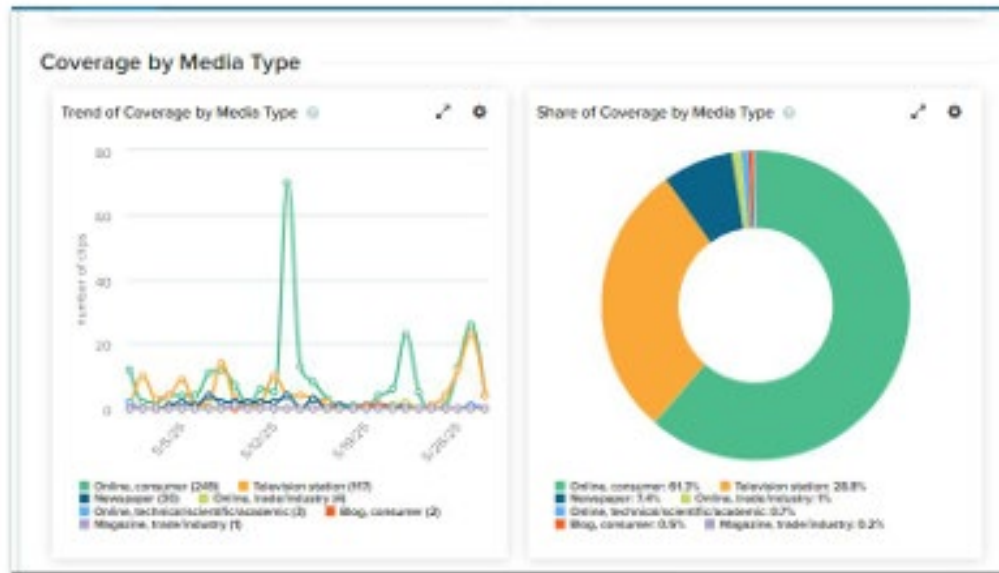 Coverage by Media Type
Trend of Coverage by Media Type
80
60
40
20
0
number of clips
5/5/25
5/12/25
5/19/25
5/26/25
Online, consumer (249)
Television station (117)
Newspaper (30)
Online, trade/industry (4)
Online, technical/scientific/academic (3)
Blog, consumer (2)
Magazine, trade/industry (1)
Share of Coverage by Media Type
Online, consumer: 61.3%
Television station: 28.8%
Newspaper: 7.4%
Online, trade/industry: 1%
Online, technical/scientific/academic: 0.7%
Blog, consumer: 0.5%
Magazine, trade/industry: 0.2%